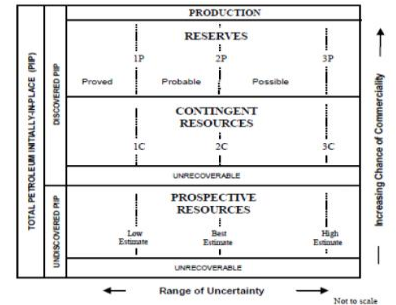 PRODUCTION
RESERVES
1P 2P 3P
Proved Probable Possible
CONTINGENT
RESOURCES
1C 2C 3C
UNRECOVERABLE
PROSPECTIVE
RESOURCES
Low
Estimate
Best
Estimate
High
Estimate
UNRECOVERABLE
TOTAL PETROLEUM INITIALLY-IN-PLACE (PIIP)
DISCOVERED PIIP
UNDISCOVERED PIIP
Increasing Chance of Commerciality
Range of Uncertainty
Not to scale